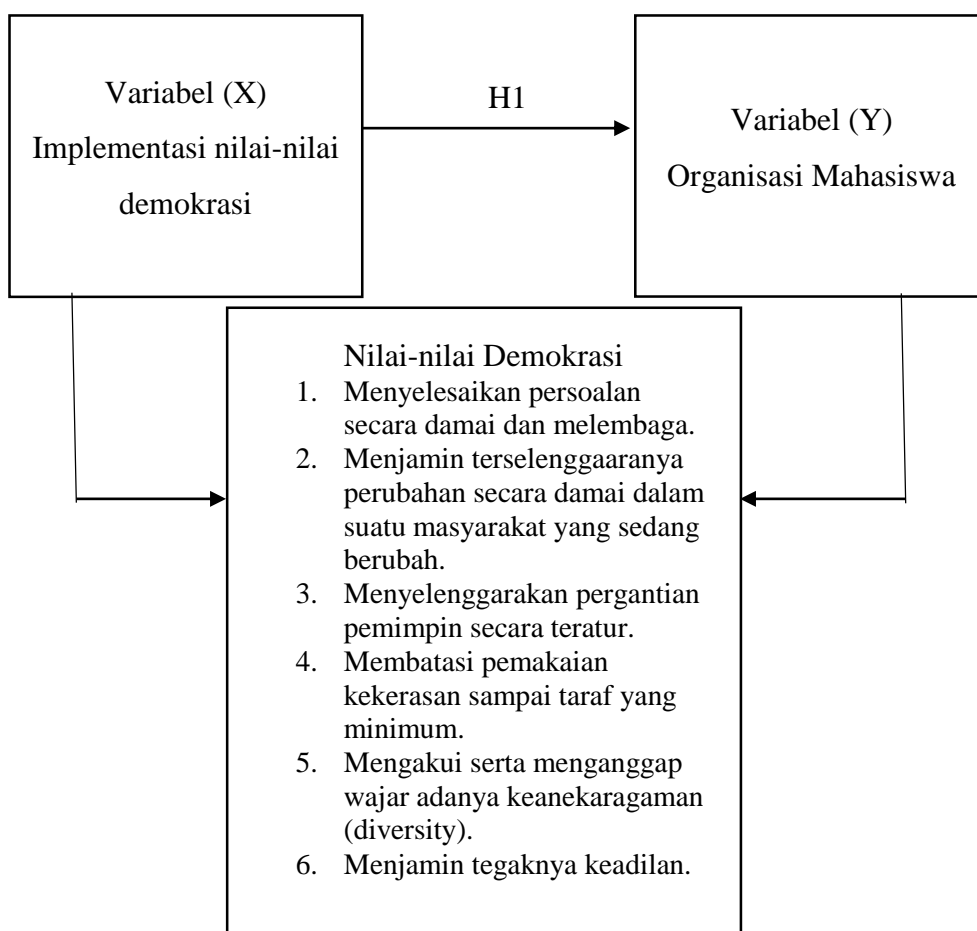 Variabel (X)
Implementasi nilai-nilai
demokrasi
H1
Variabel (Y)
Organisasi Mahasiswa
Nilai-nilai Demokrasi
1. Menyelesaikan persoalan
secara damai dan melembaga.
2. Menjamin terselenggaaranya
perubahan secara damai dalam
suatu masyarakat yang sedang
berubah.
3. Menyelenggarakan pergantian
pemimpin secara teratur.
4. Membatasi pemakaian
kekerasan sampai taraf yang
minimum.
5. Mengakui serta menganggap
wajar adanya keanekaragaman
(diversity).
6. Menjamin tegaknya keadilan.